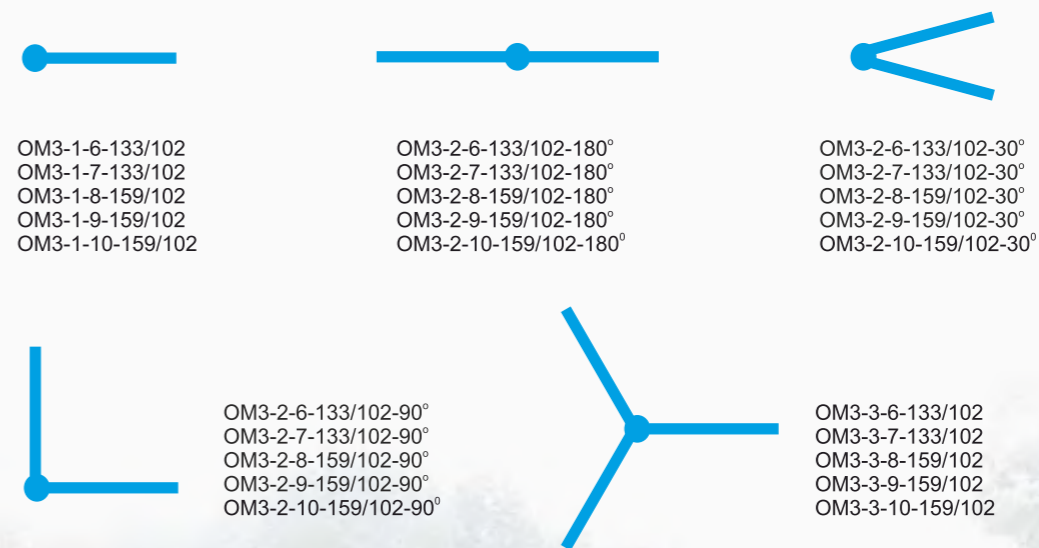 OM3-1-6-133/102
OM3-1-7-133/102
OM3-1-8-159/102
OM3-1-9-159/102
OM3-1-10-159/102
OM3-2-6-133/102-180°
OM3-2-7-133/102-180°
OM3-2-8-159/102-180°
OM3-2-9-159/102-180°
OM3-2-10-159/102-180⁰
OM3-2-6-133/102-30°
OM3-2-7-133/102-30°
OM3-2-8-159/102-30°
OM3-2-9-159/102-30°
OM3-2-10-159/102-30⁰
OM3-2-6-133/102-90°
OM3-2-7-133/102-90°
OM3-2-8-159/102-90°
OM3-2-9-159/102-90°
OM3-2-10-159/102-90⁰
OM3-3-6-133/102
OM3-3-7-133/102
OM3-3-8-159/102
OM3-3-9-159/102
OM3-3-10-159/102